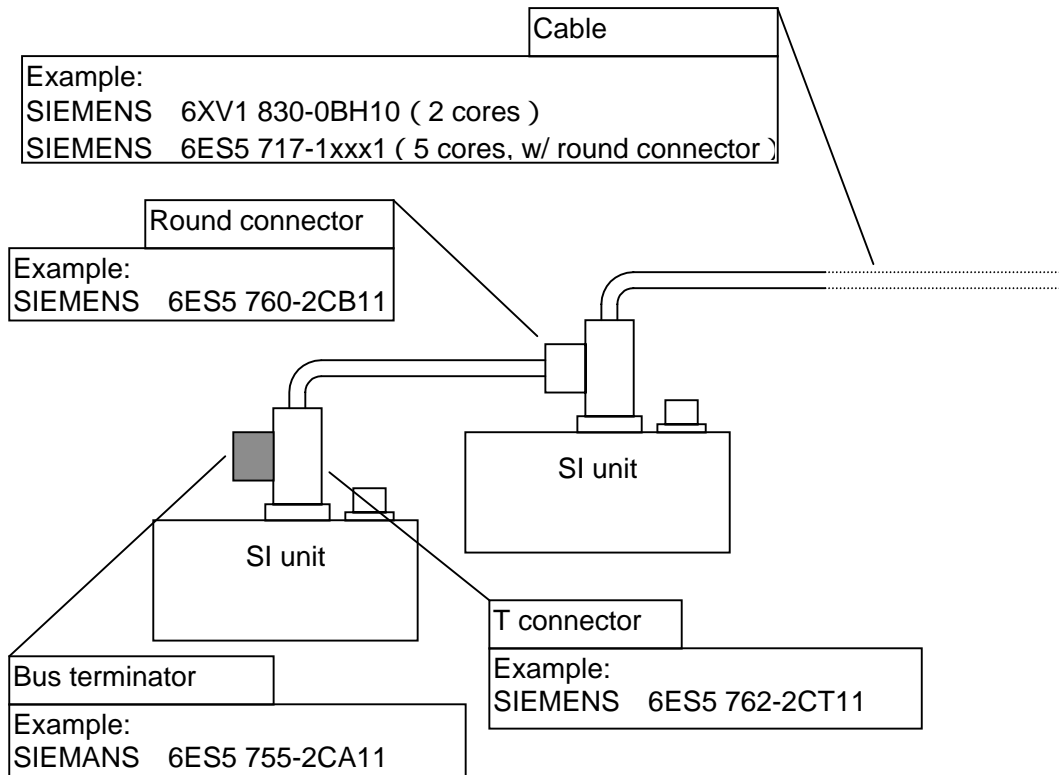 Cable
Example:
SIEMENS 6XV1 830-0BH10 ( 2 cores )
SIEMENS 6ES5 717-1xxx1 ( 5 cores, w/ round connector )
Round connector
Example:
SIEMENS 6ES5 760-2CB11
SI unit
SI unit
T connector
Example:
SIEMENS 6ES5 762-2CT11
Bus terminator
Example:
SIEMANS 6ES5 755-2CA11